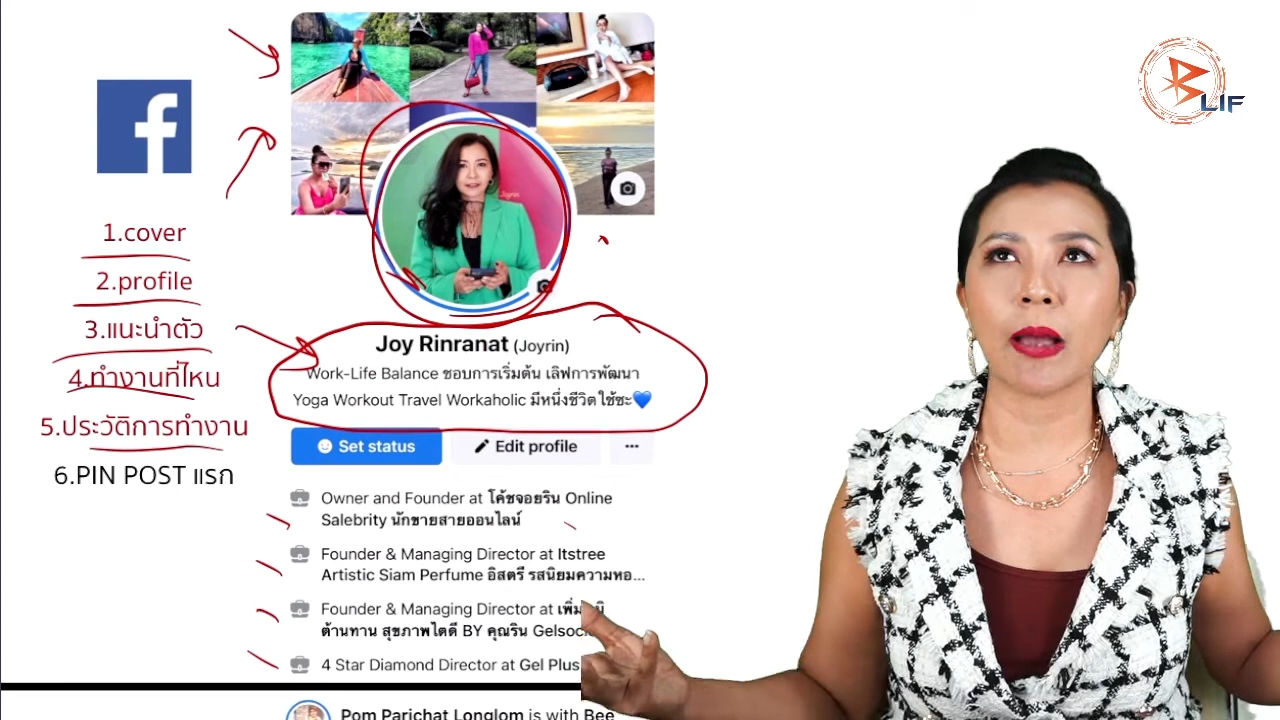 LIF
1.cover
2.profile
3.แนะนำตัว
4.ทำงานที่ไหน
5.ประวัติการทำงาน
6.PIN POST แรก
Joyrin
Joy Rinranat (Joyrin)
Work-Life Balance ชอบการเริ่มต้น เลิฟการพัฒนา
Yoga Workout Travel Workaholic มีหนึ่งชีวิต ใช้ซะ💙
Set status
Edit profile
Owner and Founder at โค้ชจอยริน Online
Salebrity นักขายสายออนไลน์
Founder & Managing Director at Itstree
Artistic Siam Perfume อิสตรี รสนิยมความหอ...
Founder & Managing Director at
ต้านทาน สุขภาพไตดี BY คุณริน
4 Star Diamond Director at Gel Plus
Pom Parichat Longlom is with Bee